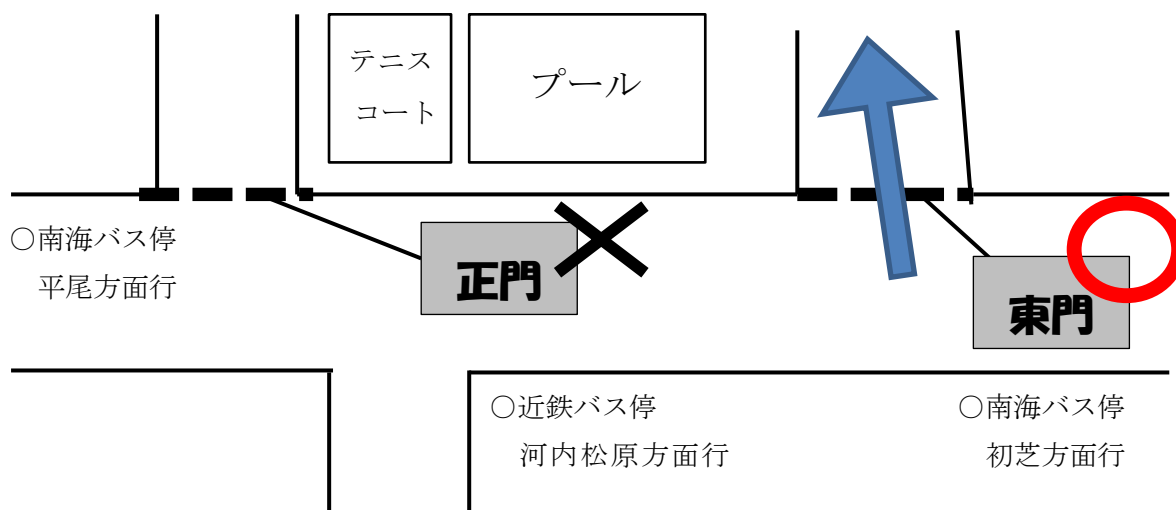 テニス
コート
プール
○南海バス停
平尾方面行
正門
東門
○近鉄バス停
河内松原方面行
○南海バス停
初芝方面行